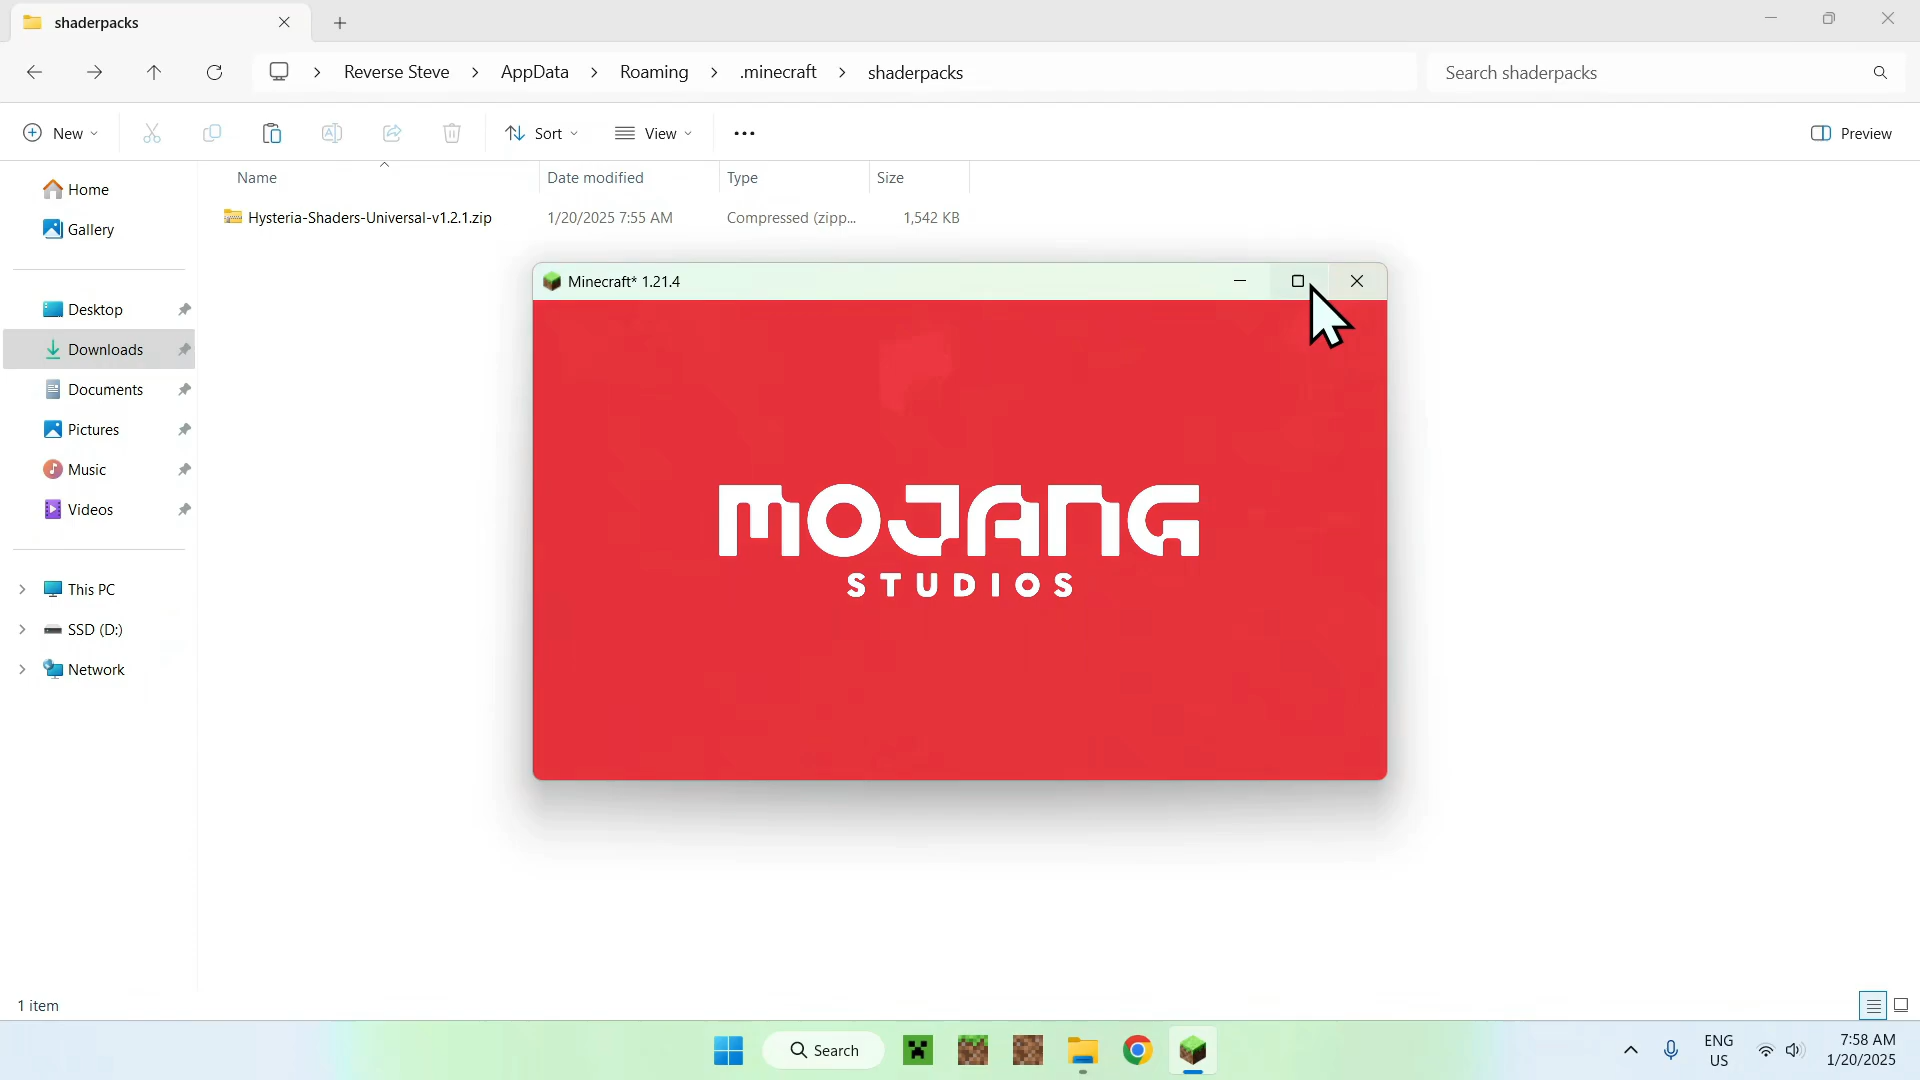 shaderpacks
Reverse Steve > AppData > Roaming > .minecraft > shaderpacks
Search shaderpacks
New
Sort
View
Preview
Name
Date modified
Type
Size
Hysteria-Shaders-Universal-v1.2.1.zip
1/20/2025 7:55 AM
Compressed (zipp...
1,542 KB
Home
Gallery
Desktop
Downloads
Documents
Pictures
Music
Videos
This PC
SSD (D:)
Network
Minecraft* 1.21.4
MOJANG
STUDIOS
1 item
Search
ENG
US
7:58 AM
1/20/2025